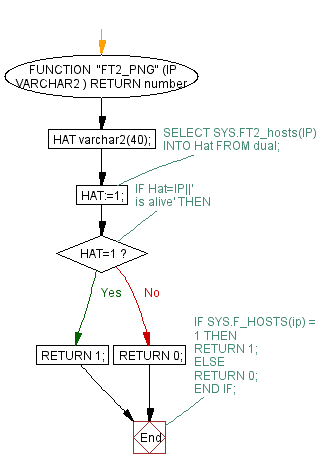 FUNCTION "FT2_PNG" (IP
VARCHAR2 ) RETURN number
HAT varchar2(40);
SELECT SYS.FT2_hosts(IP)
INTO Hat FROM dual;
HAT:=1;
IF Hat=IP||'
is alive' THEN
HAT=1 ?
Yes
No
IF SYS.F_HOSTS(ip) =
1 THEN
RETURN 1;
ELSE
RETURN 0;
END IF;
RETURN 1;
RETURN 0;
End